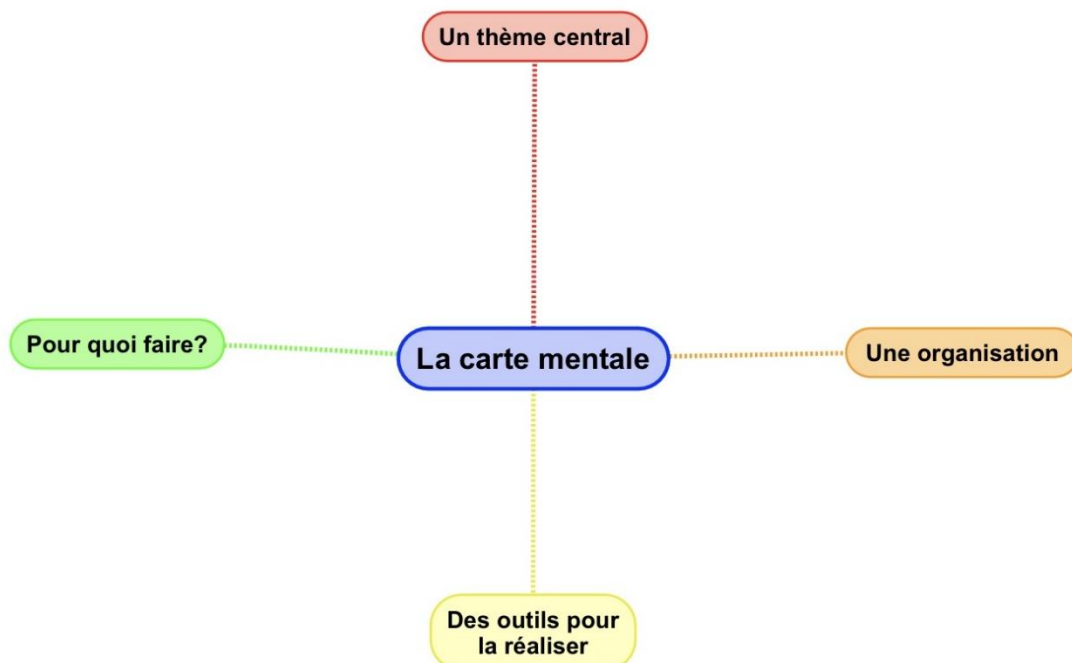 Un thème central
Pour quoi faire?
La carte mentale
Une organisation
Des outils pour
la réaliser